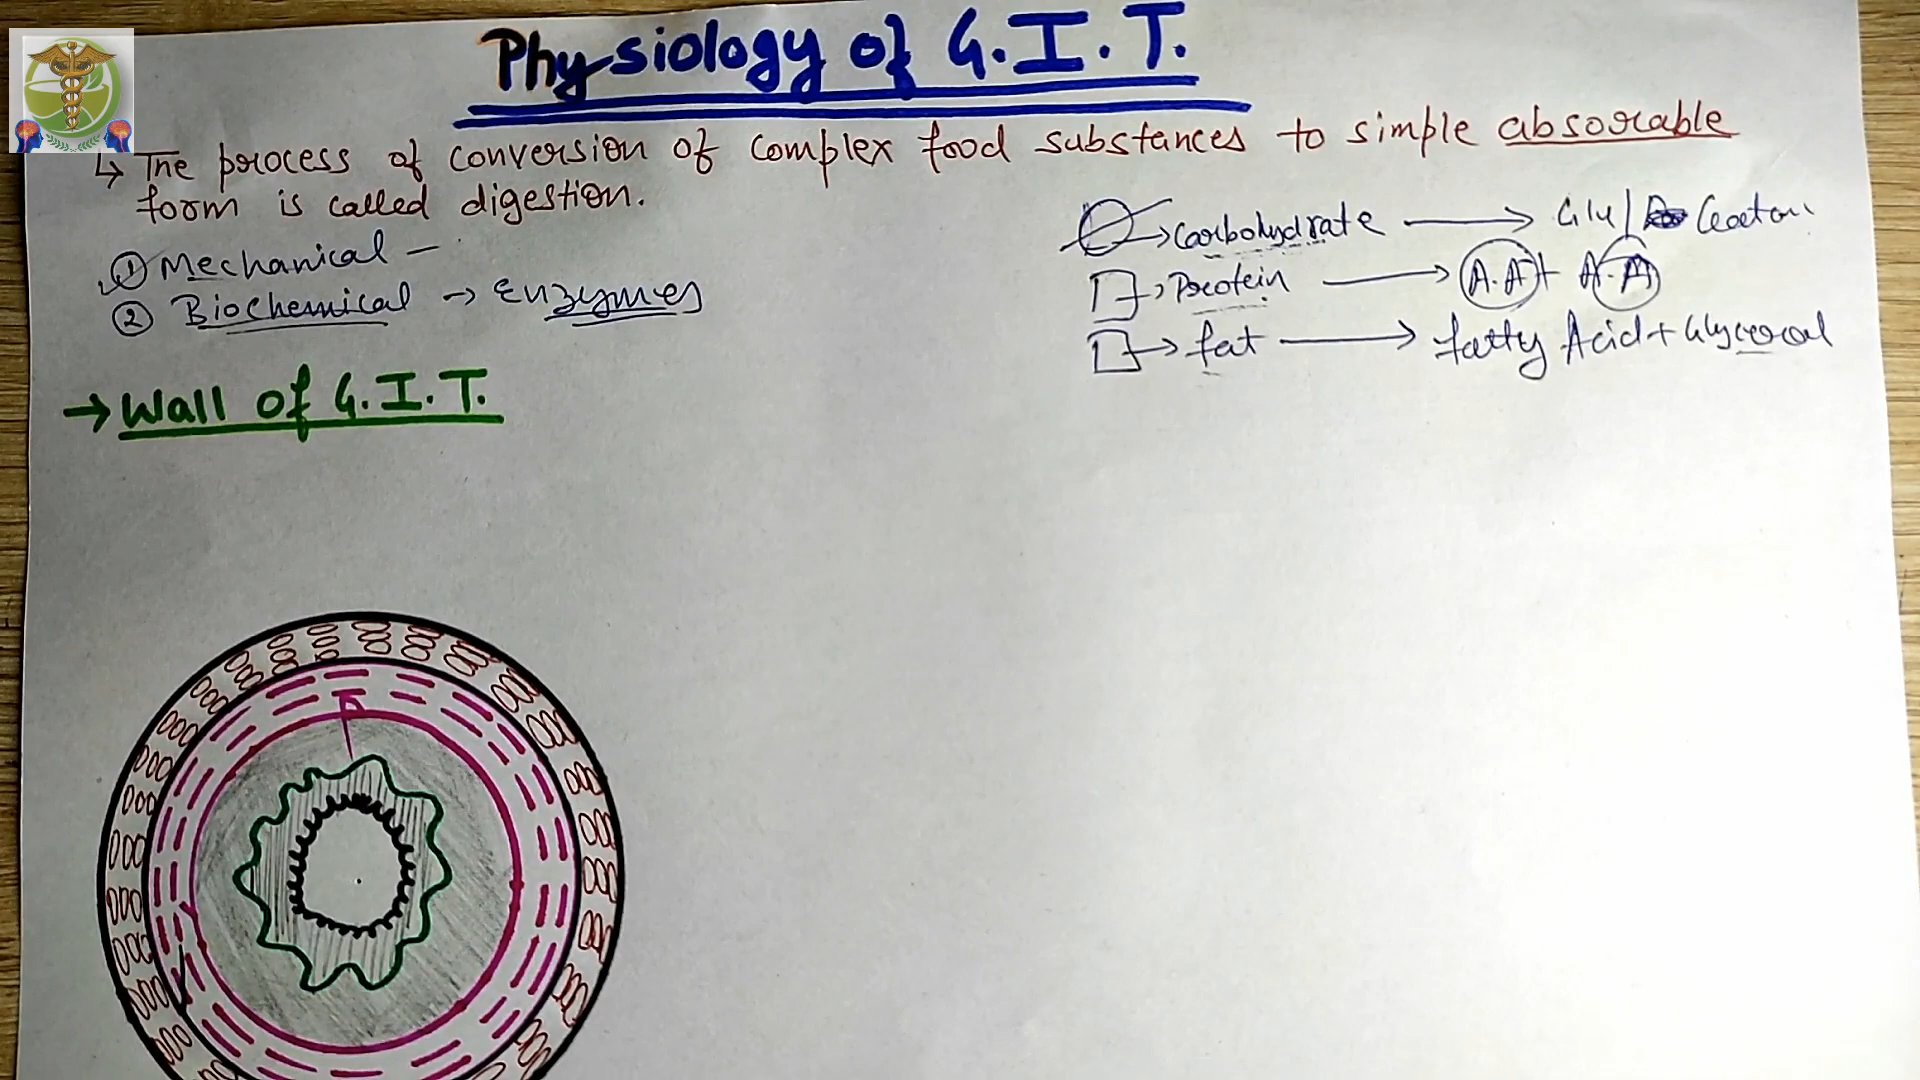 Physiology of G.I.T.
↳ The process of conversion of complex food substances to simple absorable
form is called digestion.
① Mechanical –
② Biochemical → Enzymes
→ Carbohydrate → Glu/
→ Protein → A.A + A.A
→ fat → fatty Acid + Glycerol
→ Wall of G.I.T.